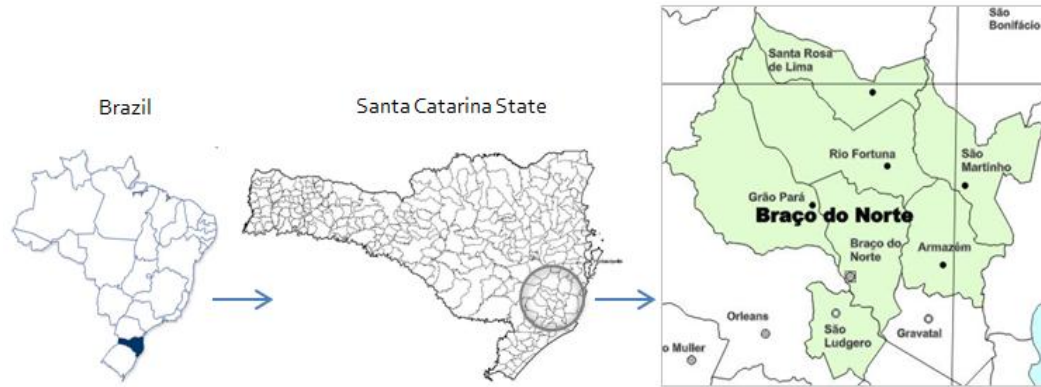 Brazil
Santa Catarina State
São
Bonifácio
Santa Rosa
de Lima
Rio Fortuna
São
Martinho
Grão Pará
Braço do Norte
Braço do
Norte
Armazém
Orleans
São
Ludgero
Gravatal
o Muller